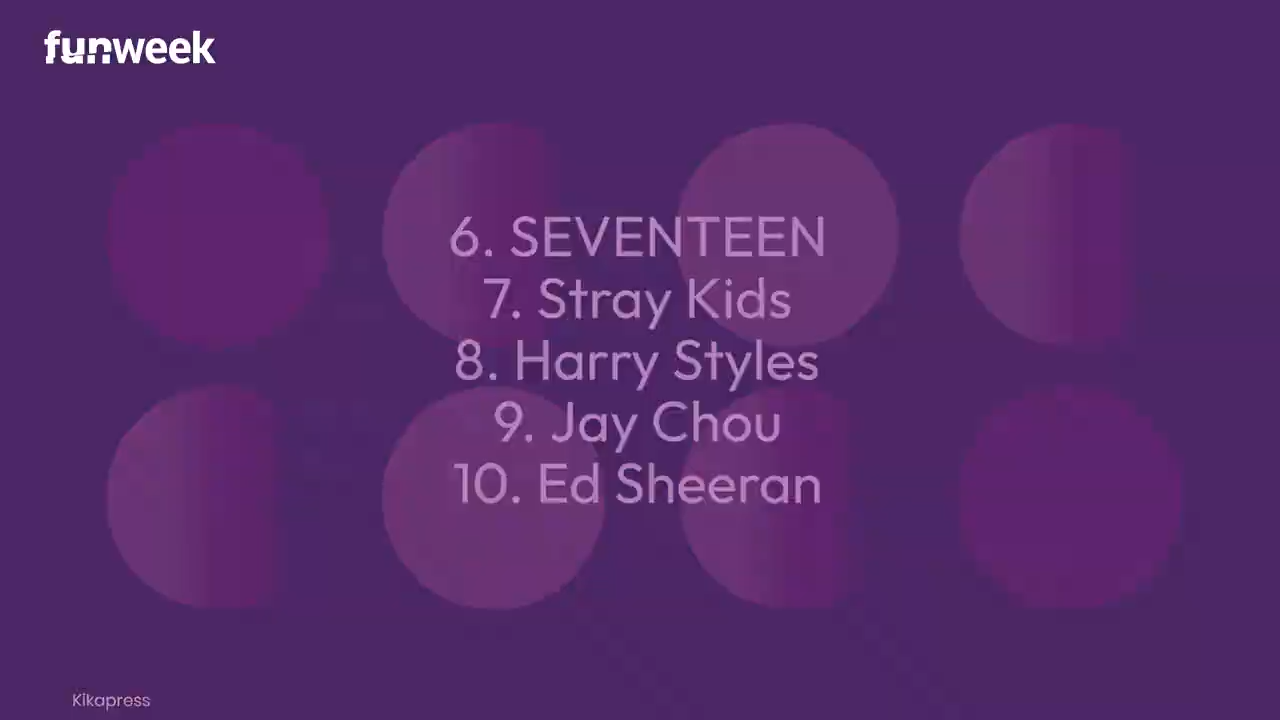 funweek
6. SEVENTEEN
7. Stray Kids
8. Harry Styles
9. Jay Chou
10. Ed Sheeran
Kikapress